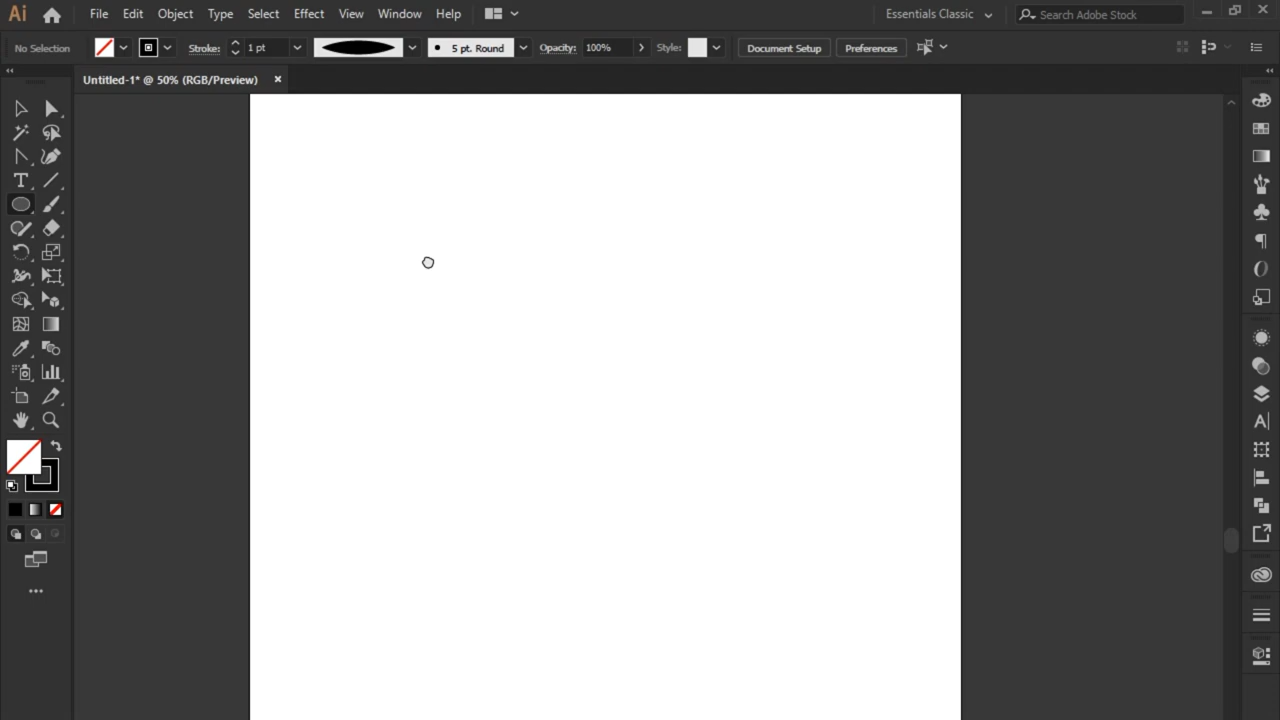 Ai File Edit Object Type Select Effect View Window Help Essentials Classic Search Adobe Stock
No Selection Stroke: 1 pt 5 pt. Round Opacity: 100% Style: Document Setup Preferences
Untitled-1* @ 50% (RGB/Preview)